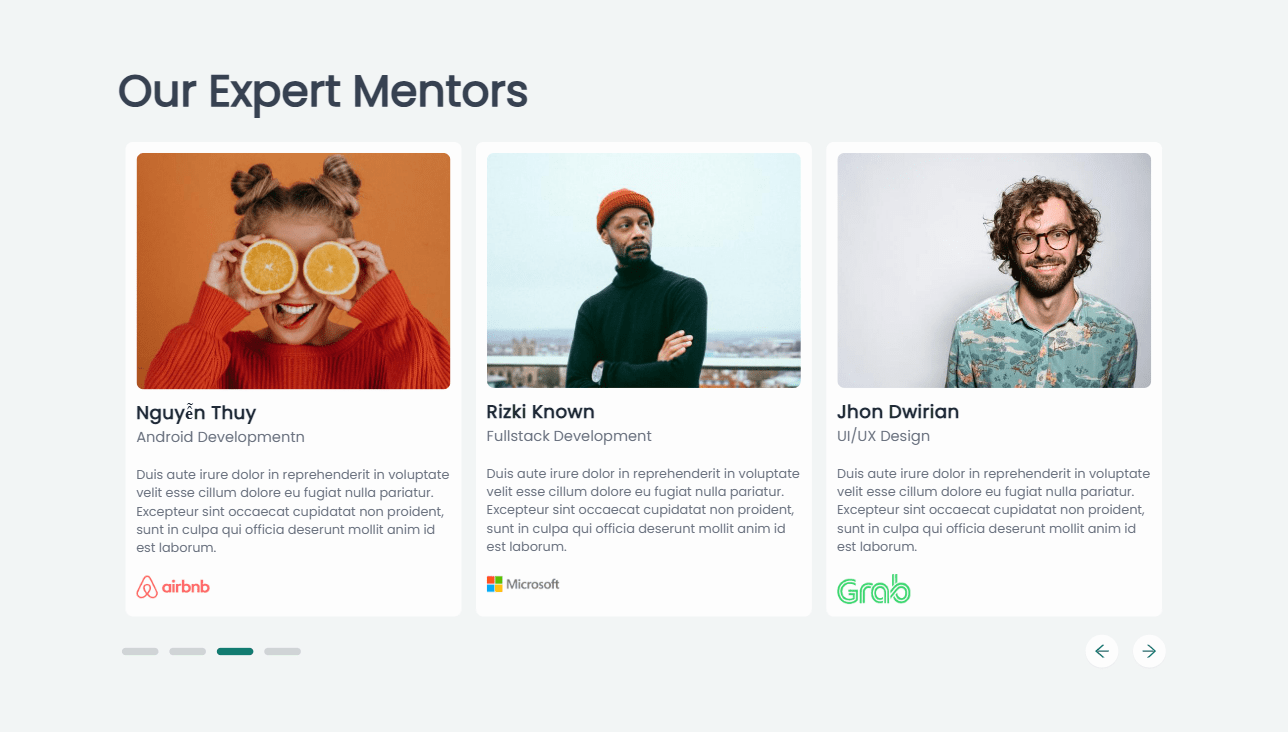 Our Expert Mentors
Nguyễn Thuy
Android Developmentn
Duis aute irure dolor in reprehenderit in voluptate
velit esse cillum dolore eu fugiat nulla pariatur.
Excepteur sint occaecat cupidatat non proident,
sunt in culpa qui officia deserunt mollit anim id
est laborum.
airbnb
Rizki Known
Fullstack Development
Duis aute irure dolor in reprehenderit in voluptate
velit esse cillum dolore eu fugiat nulla pariatur.
Excepteur sint occaecat cupidatat non proident,
sunt in culpa qui officia deserunt mollit anim id
est laborum.
Microsoft
Jhon Dwirian
UI/UX Design
Duis aute irure dolor in reprehenderit in voluptate
velit esse cillum dolore eu fugiat nulla pariatur.
Excepteur sint occaecat cupidatat non proident,
sunt in culpa qui officia deserunt mollit anim id
est laborum.
Grab